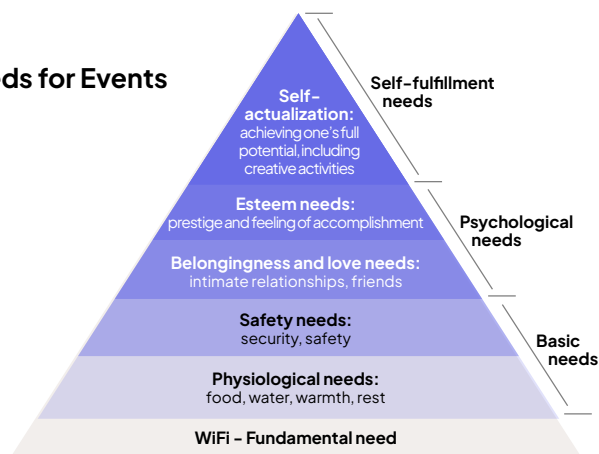 for Events
Self-fulfillment
needs
Self-
actualization:
achieving one's full
potential, including
creative activities
Esteem needs:
prestige and feeling of accomplishment
Psychological
needs
Belongingness and love needs:
intimate relationships, friends
Safety needs:
security, safety
Basic
needs
Physiological needs:
food, water, warmth, rest
WiFi - Fundamental need